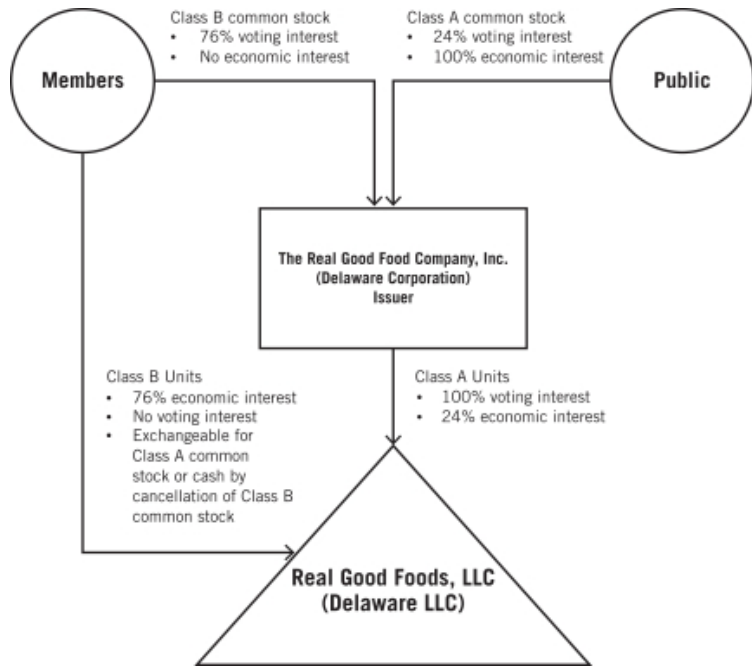 Class B common stock
• 76% voting interest
• No economic interest
Class A common stock
• 24% voting interest
• 100% economic interest
Members
Public
The Real Good Food Company, Inc.
(Delaware Corporation)
Issuer
Class B Units
• 76% economic interest
• No voting interest
• Exchangeable for
Class A common
stock or cash by
cancellation of Class B
common stock
Class A Units
• 100% voting interest
• 24% economic interest
Real Good Foods, LLC
(Delaware LLC)